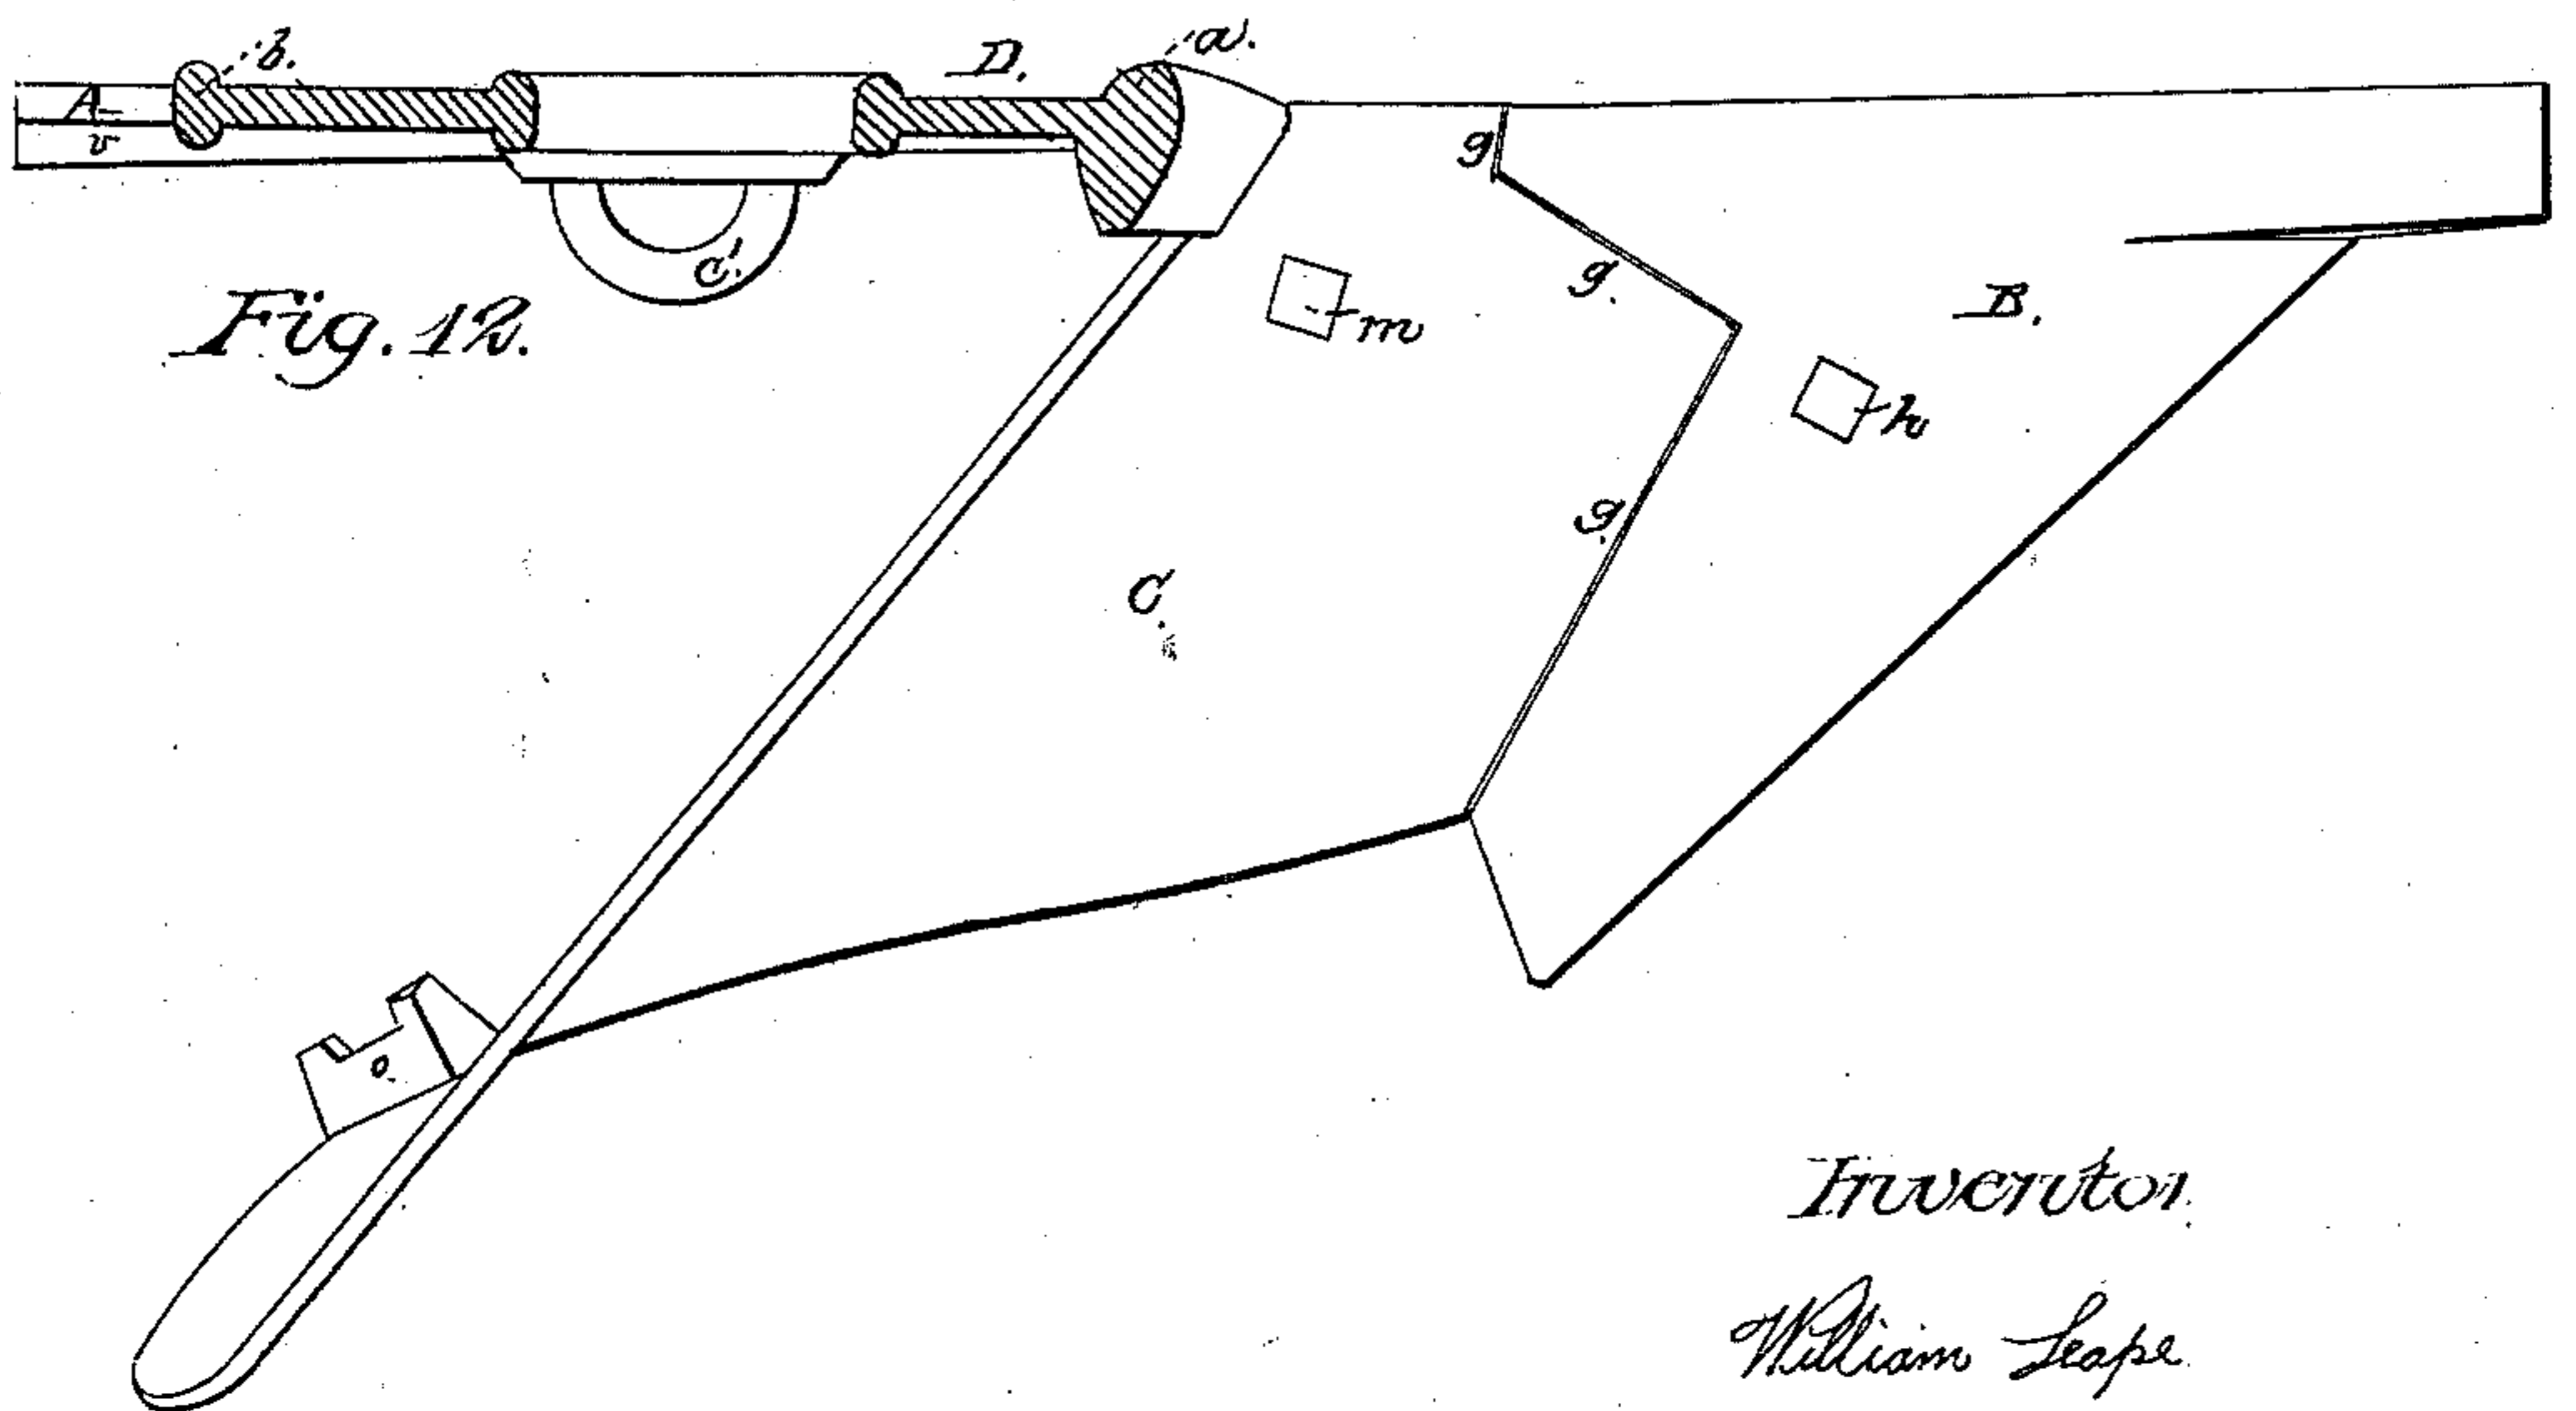 b. D. a.
A
v g
c'.
g. B.
Fig. 12. m
h
g.
C.
o
Inventor
William Leape